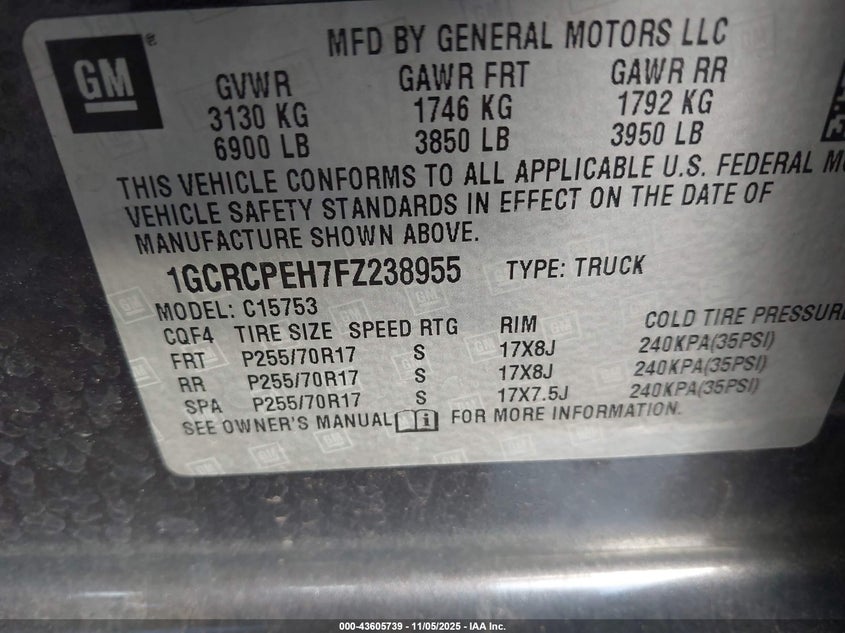 GM
MFD BY GENERAL MOTORS LLC
GVWR GAWR FRT GAWR RR
3130 KG 1746 KG 1792 KG
6900 LB 3850 LB 3950 LB
THIS VEHICLE CONFORMS TO ALL APPLICABLE U.S. FEDERAL
VEHICLE SAFETY STANDARDS IN EFFECT ON THE DATE OF
MANUFACTURE SHOWN ABOVE.
1GCRCPEH7FZ238955 TYPE: TRUCK
MODEL: C15753
CQF4 TIRE SIZE SPEED RTG RIM COLD TIRE PRESSURE
FRT P255/70R17 S 17X8J 240KPA(35PSI)
RR P255/70R17 S 17X8J 240KPA(35PSI)
SPA P255/70R17 S 17X7.5J 240KPA(35PSI)
SEE OWNER'S MANUAL FOR MORE INFORMATION.
000-43605739 - 11/05/2025 - IAA Inc.